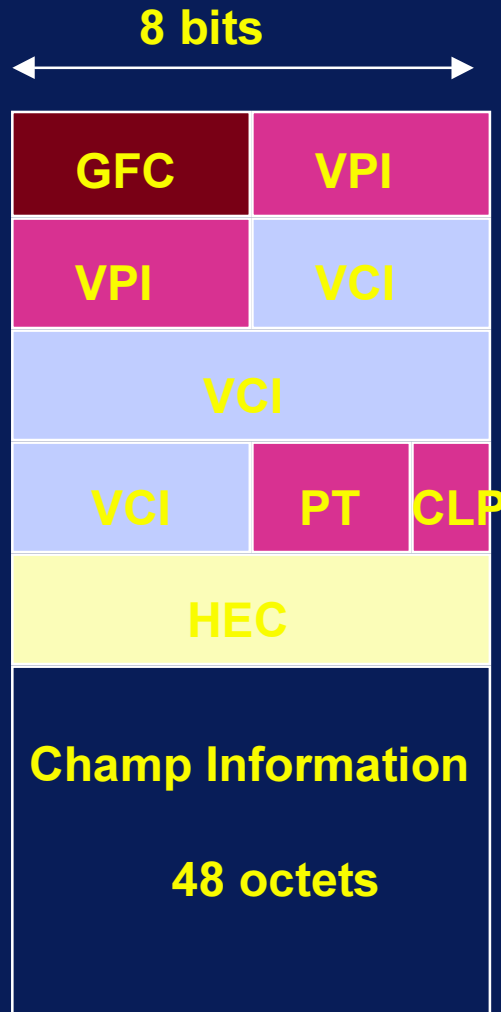 8 bits
GFC VPI
VPI VCI
VCI
VCI PT CLP
HEC
Champ Information
48 octets